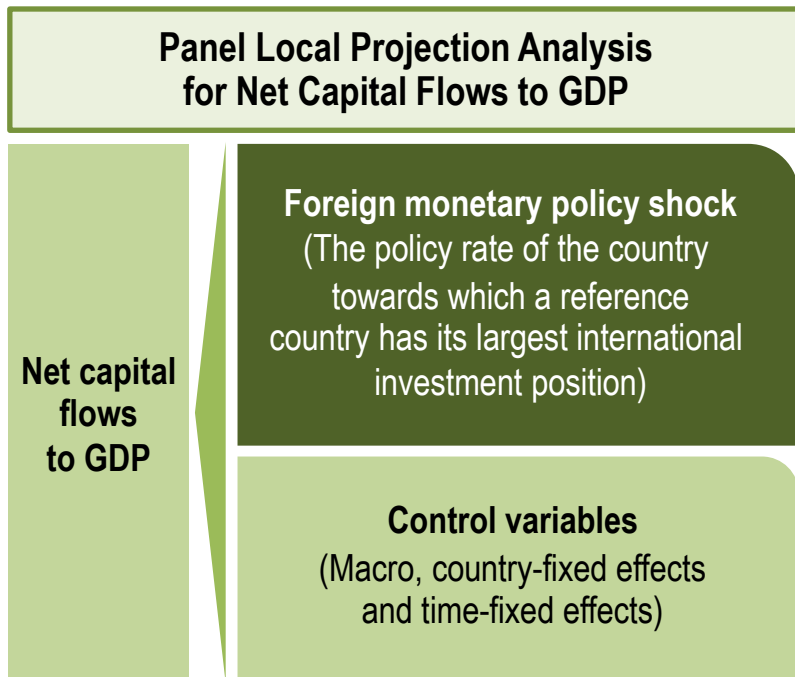 Panel Local Projection Analysis
for Net Capital Flows to GDP
Net capital
flows
to GDP
Foreign monetary policy shock
(The policy rate of the country
towards which a reference
country has its largest international
investment position)
Control variables
(Macro, country-fixed effects
and time-fixed effects)